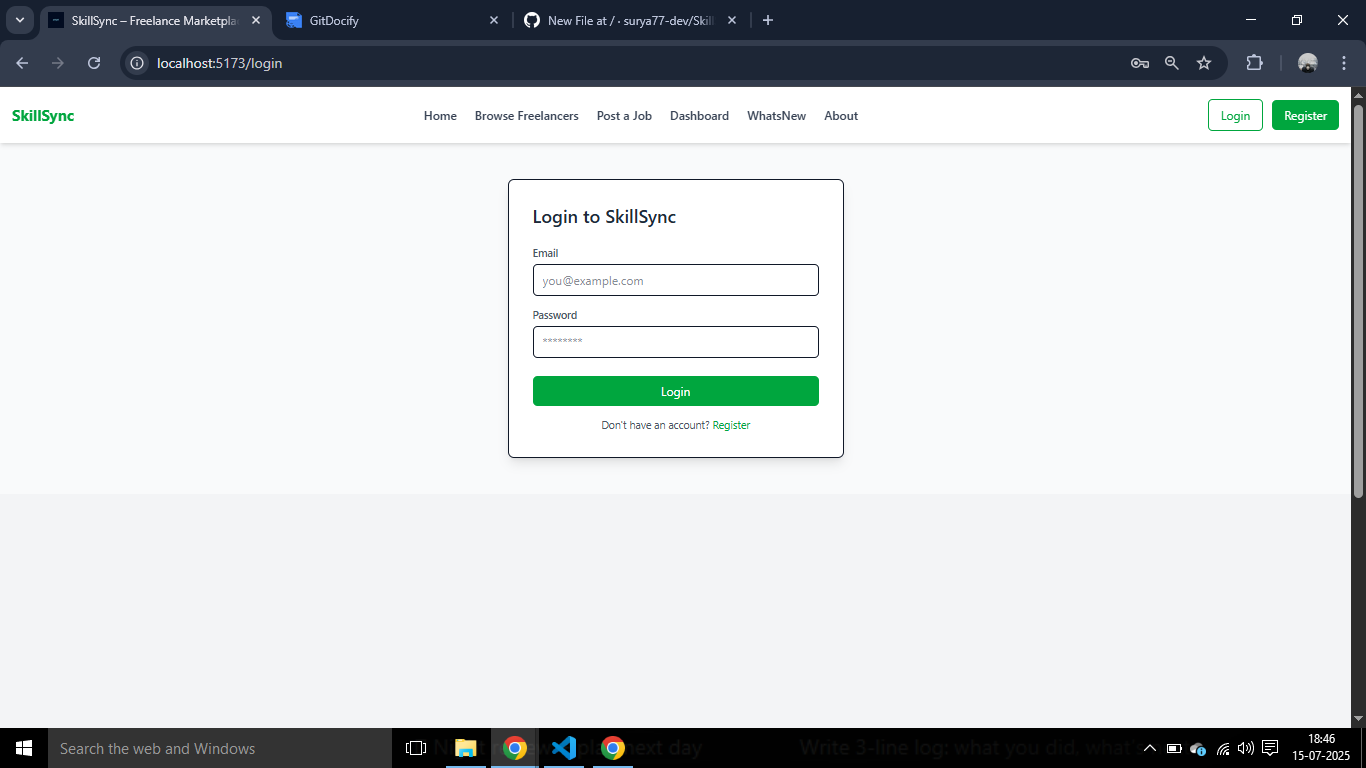 SkillSync – Freelance Marketpla
GitDocify
New File at / · surya77-dev/Skil
localhost:5173/login
SkillSync
Home Browse Freelancers Post a Job Dashboard WhatsNew About
Login Register
Login to SkillSync
Email
you@example.com
Password
********
Login
Don't have an account? Register
Search the web and Windows
next day
Write 3-line log: what you did, what's
18:46
15-07-2025